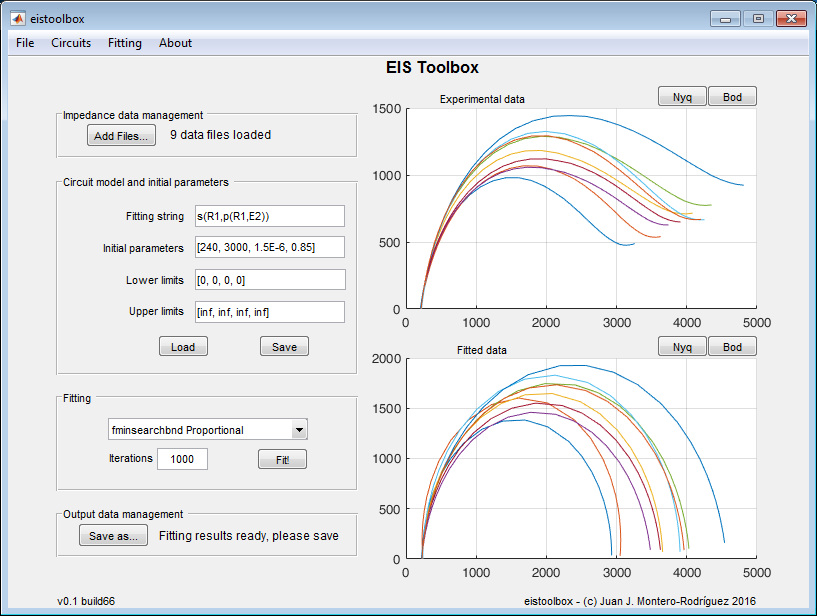 eistoolbox
File Circuits Fitting About
EIS Toolbox
Impedance data management
Add Files... 9 data files loaded
Circuit model and initial parameters
Fitting string s(R1,p(R1,E2))
Initial parameters [240, 3000, 1.5E-6, 0.85]
Lower limits [0, 0, 0, 0]
Upper limits [inf, inf, inf, inf]
Load Save
Fitting
fminsearchbnd Proportional
Iterations 1000 Fit!
Output data management
Save as... Fitting results ready, please save
v0.1 build66
Experimental data Nyq Bod
1500
1000
500
0
0 1000 2000 3000 4000 5000
Fitted data Nyq Bod
2000
1500
1000
500
0
0 1000 2000 3000 4000 5000
eistoolbox - (c) Juan J. Montero-Rodríguez 2016